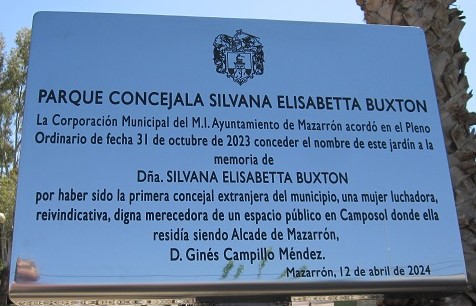 PARQUE CONCEJALA SILVANA ELISABETTA BUXTON
La Corporación Municipal del M.I. Ayuntamiento de Mazarrón acordó en el Pleno
Ordinario de fecha 31 de octubre de 2023 conceder el nombre de este jardín a la
memoria de
Dña. SILVANA ELISABETTA BUXTON
por haber sido la primera concejal extranjera del municipio, una mujer luchadora,
reivindicativa, digna merecedora de un espacio público en Camposol donde ella
residía siendo Alcade de Mazarrón,
D. Ginés Campillo Méndez.
Mazarrón, 12 de abril de 2024